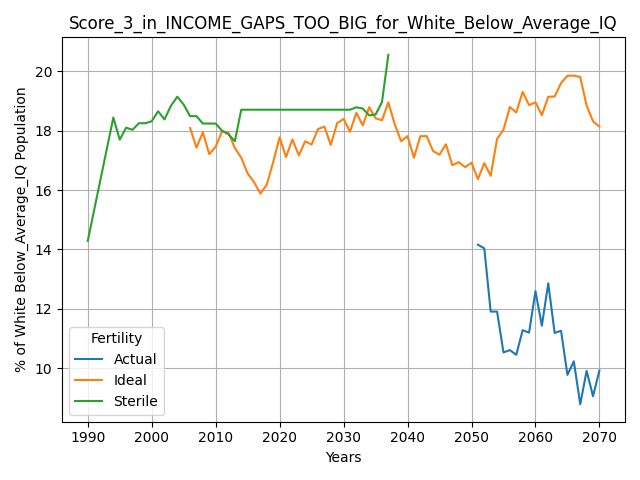 Score_3_in_INCOME_GAPS_TOO_BIG_for_White_Below_Average_IQ
% of White Below_Average_IQ Population
20
18
16
14
12
10
Fertility
Actual
Ideal
Sterile
1990 2000 2010 2020 2030 2040 2050 2060 2070
Years